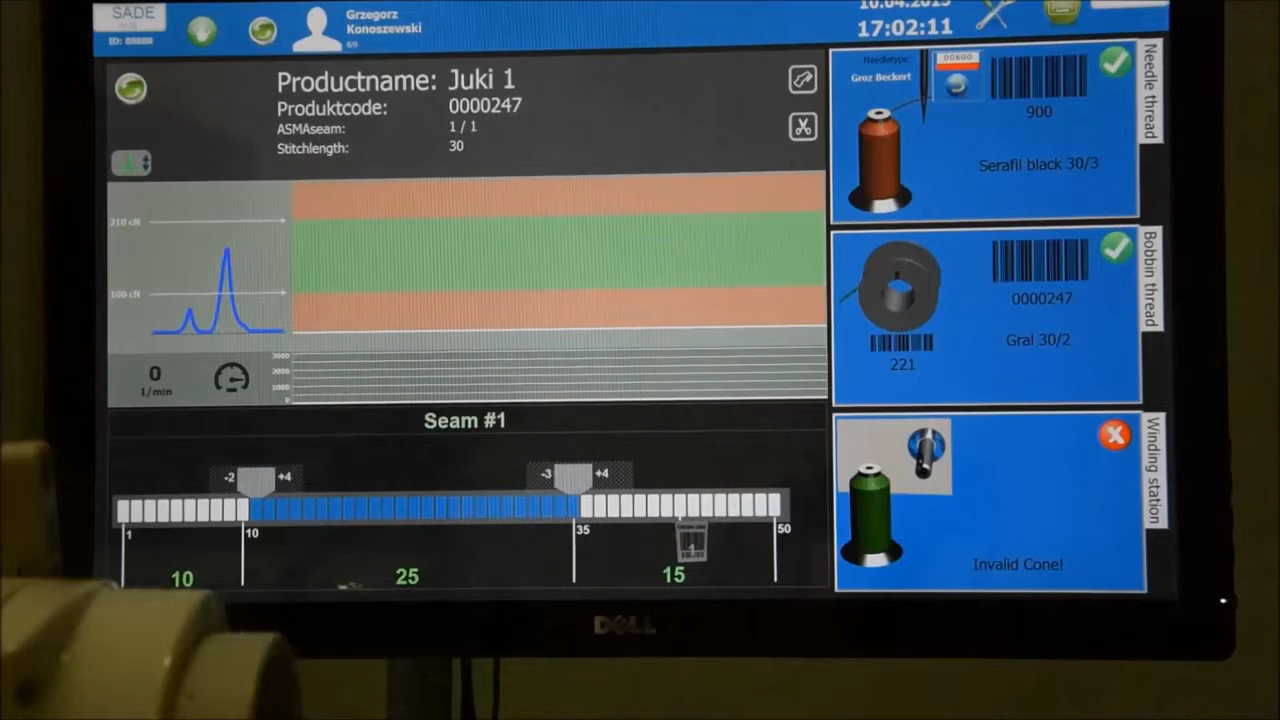 SADE
ID: 88888
Grzegorz
Konoszewski
17:02:11
Productname: Juki 1
Produktcode: 0000247
ASMAseam: 1 / 1
Stitchlength: 30
210 cN
100 cN
0
1/min
3000
2000
1000
0
Seam #1
-2 +4
-3 +4
1
10
35
50
1
10
25
15
Needletype:
Groz Beckert
00600
900
Serafil black 30/3
Needle thread
0000247
Gral 30/2
221
Bobbin thread
Invalid Cone!
Winding station
DELL